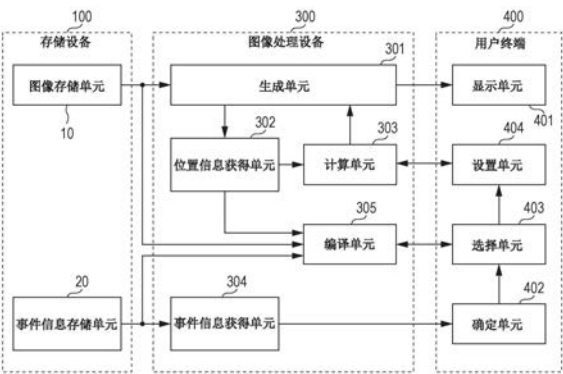 100
300
400
存储设备
图像处理设备
用户终端
301
图像存储单元
生成单元
显示单元
10
302
303
404
401
位置信息获得单元
计算单元
设置单元
305
403
编译单元
选择单元
20
304
402
事件信息存储单元
事件信息获得单元
确定单元